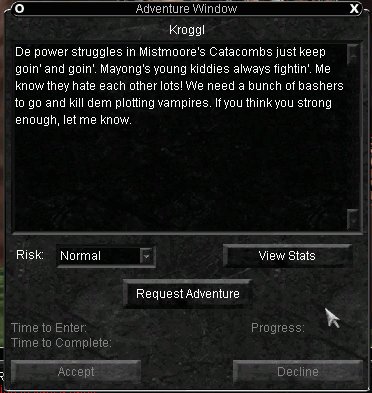 Adventure Window
Kroggl
De power struggles in Mistmoore's Catacombs just keep
goin' and goin'. Mayong's young kiddies always fightin'. Me
know they hate each other lots! We need a bunch of bashers
to go and kill dem plotting vampires. If you think you strong
enough, let me know.
Risk: Normal View Stats
Request Adventure
Time to Enter: Progress:
Time to Complete:
Accept Decline